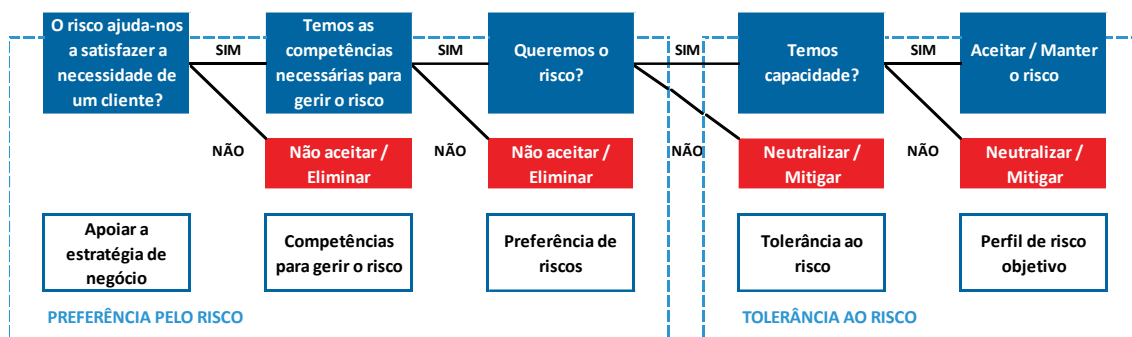 O risco ajuda-nos
a satisfazer a
necessidade de
um cliente?
SIM
Temos as
competências
necessárias para
gerir o risco
SIM
Queremos o
risco?
SIM
Temos
capacidade?
SIM
Aceitar / Manter
o risco
NÃO
Não aceitar /
Eliminar
NÃO
Não aceitar /
Eliminar
NÃO
Neutralizar /
Mitigar
NÃO
Neutralizar /
Mitigar
Apoiar a
estratégia de
negócio
Competências
para gerir o risco
Preferência de
riscos
Tolerância ao
risco
Perfil de risco
objetivo
PREFERÊNCIA PELO RISCO
TOLERÂNCIA AO RISCO